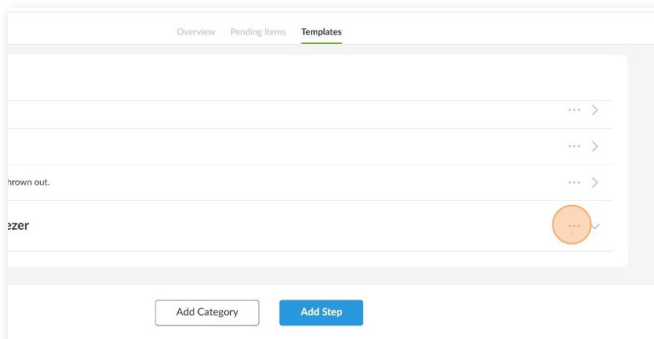 Overview Pending Items Templates
hrown out.
ezer
Add Category Add Step